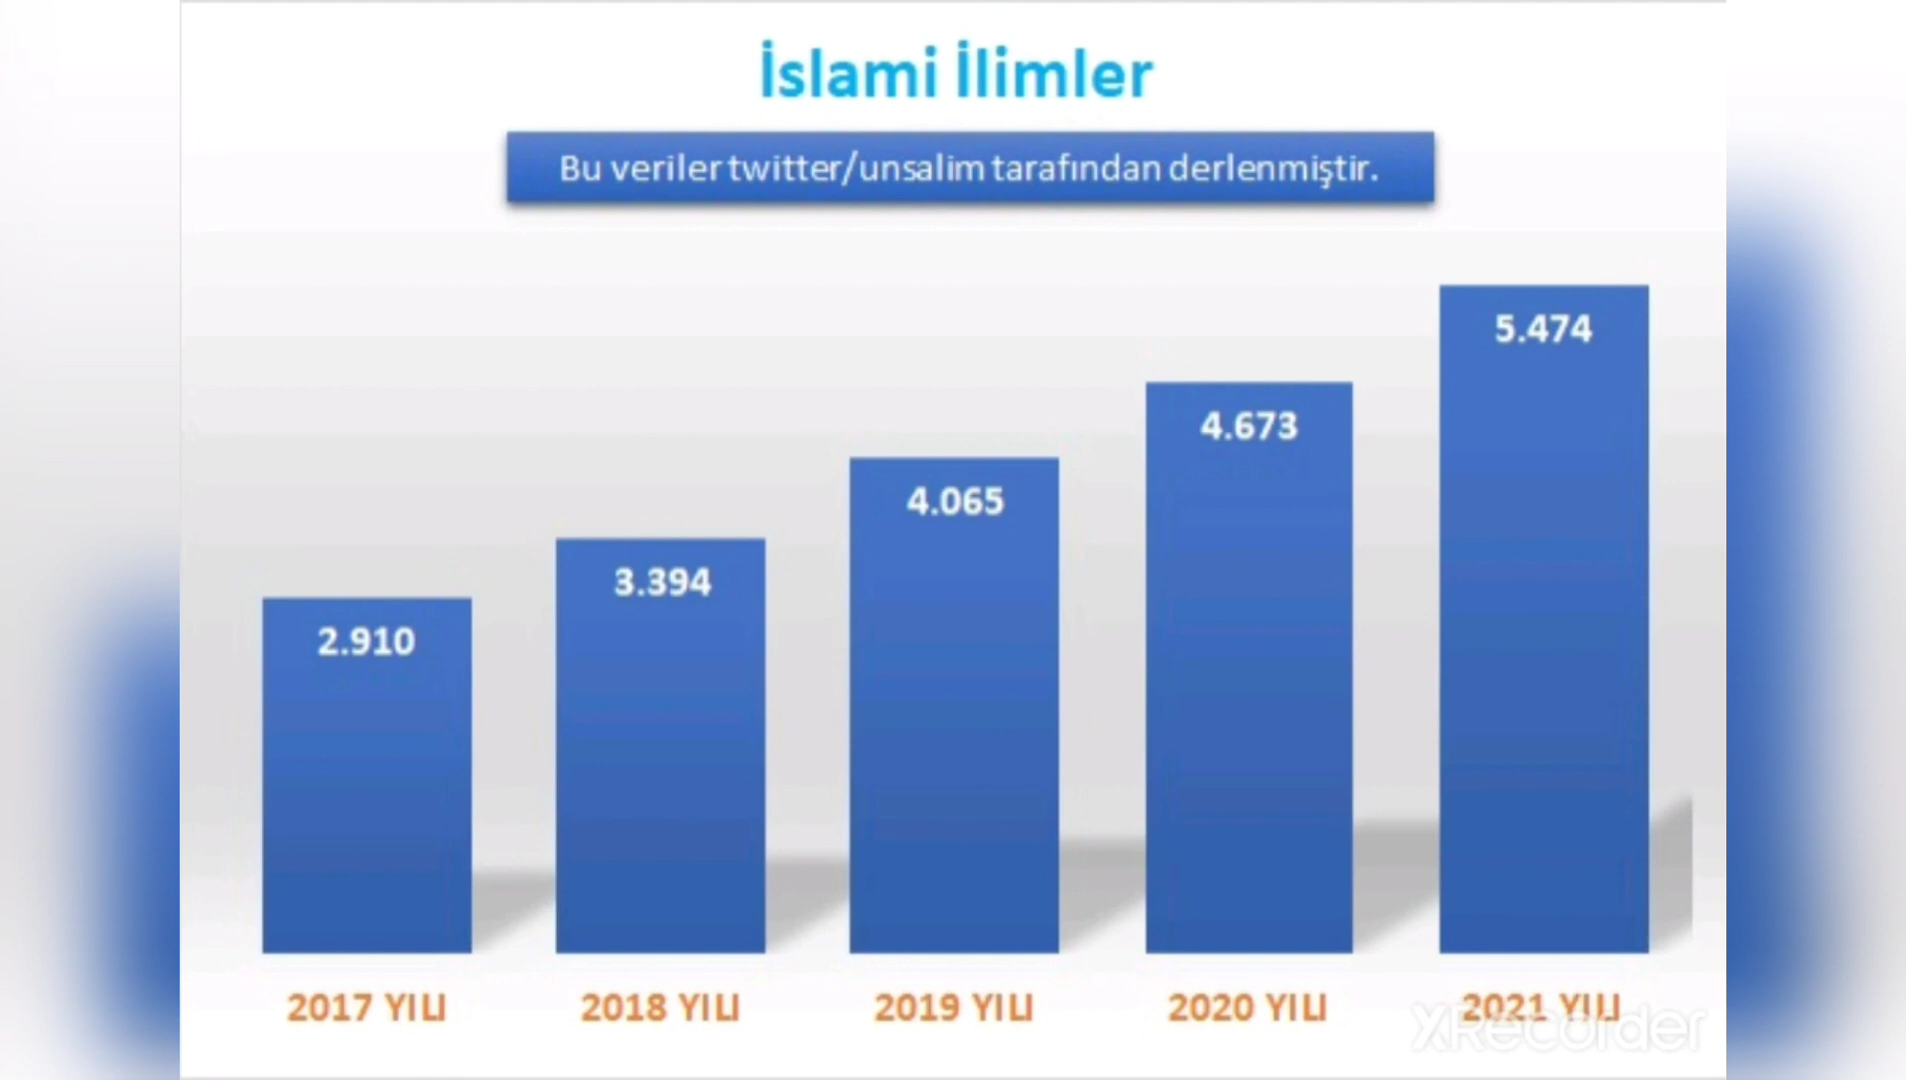 İslami İlimler
Bu veriler twitter/unsalim tarafından derlenmiştir.
2.910
3.394
4.065
4.673
5.474
2017 YILI
2018 YILI
2019 YILI
2020 YILI
2021 YILI
XRecorder